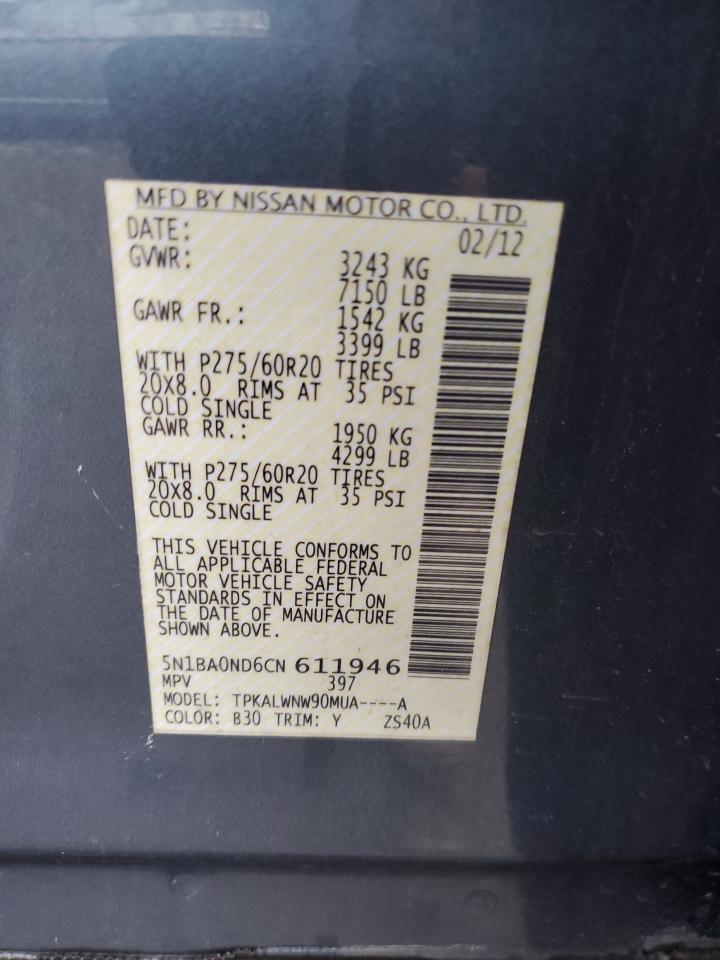 MFD BY NISSAN MOTOR CO., LTD.
DATE: 02/12
GVWR: 3243 KG
7150 LB
GAWR FR.: 1542 KG
3399 LB
WITH P275/60R20 TIRES
20X8.0 RIMS AT 35 PSI
COLD SINGLE
GAWR RR.: 1950 KG
4299 LB
WITH P275/60R20 TIRES
20X8.0 RIMS AT 35 PSI
COLD SINGLE
THIS VEHICLE CONFORMS TO
ALL APPLICABLE FEDERAL
MOTOR VEHICLE SAFETY
STANDARDS IN EFFECT ON
THE DATE OF MANUFACTURE
SHOWN ABOVE.
5N1BA0ND6CN 611946
MPV 397
MODEL: TPKALWNW90MUA----A
COLOR: B30 TRIM: Y ZS40A